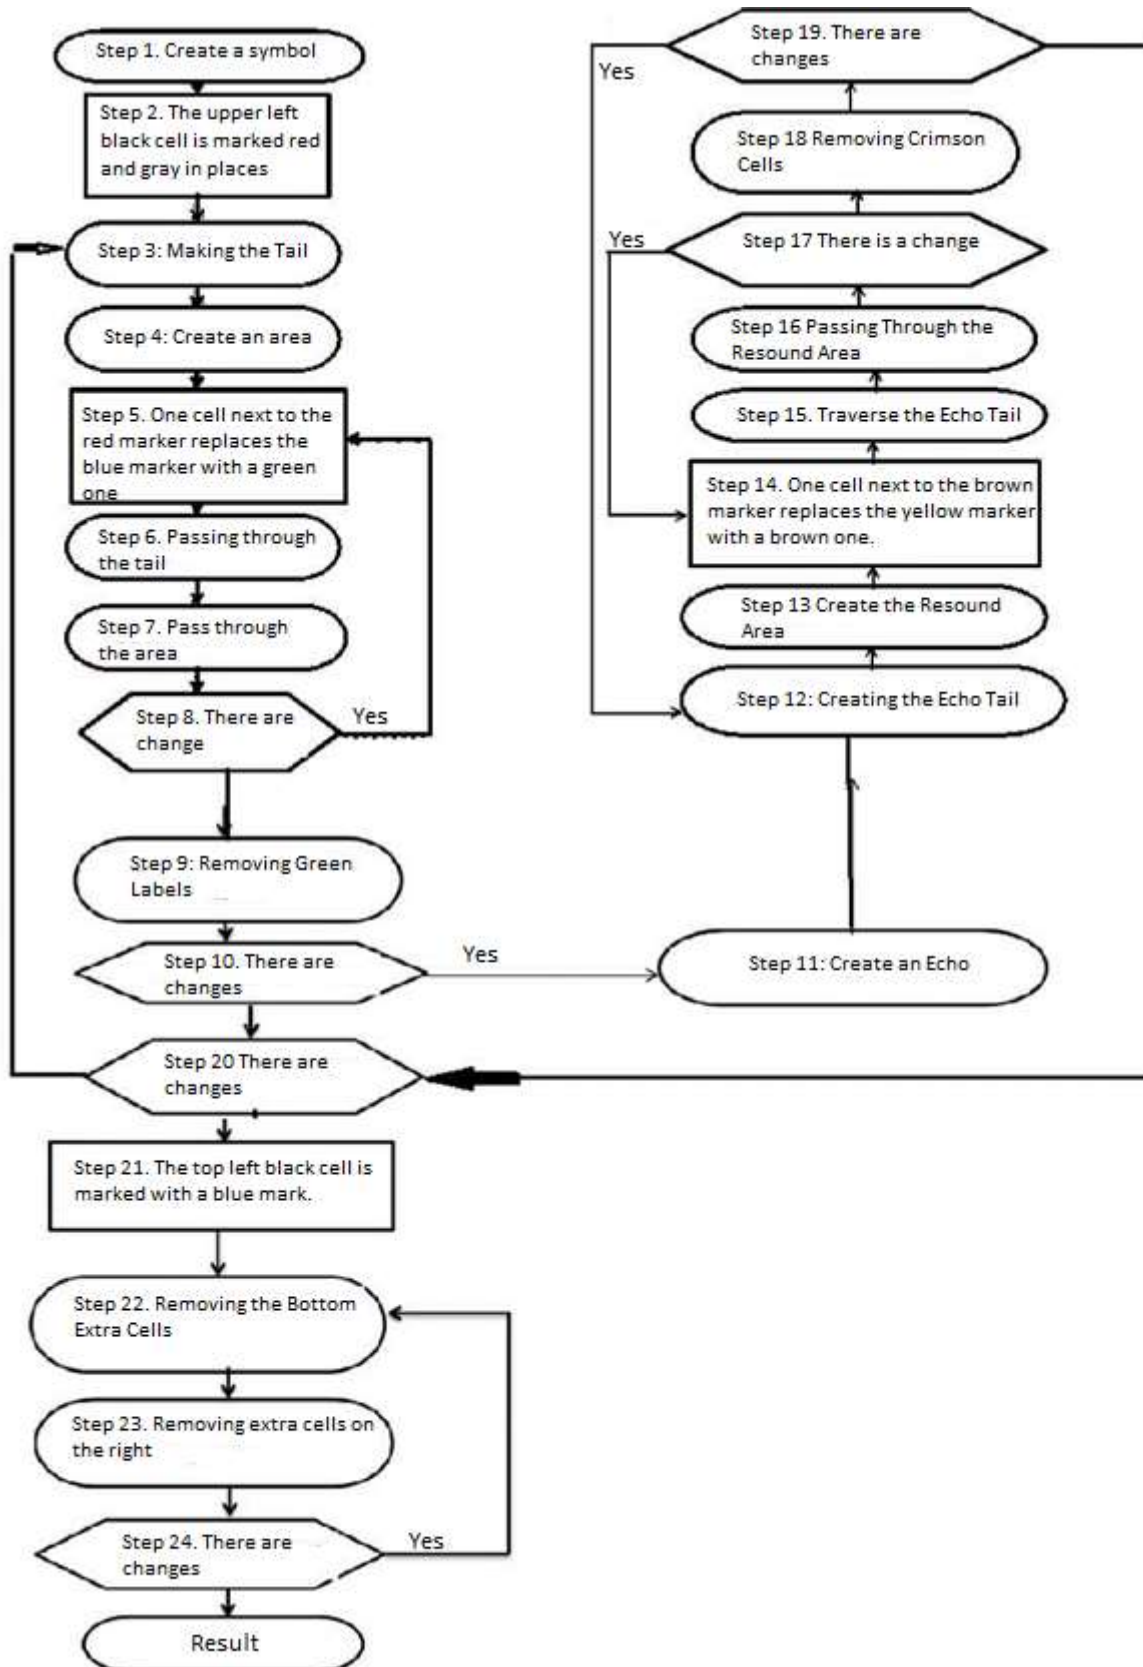 Step 1. Create a symbol
Step 2. The upper left
black cell is marked red
and gray in places
Step 3: Making the Tail
Step 4: Create an area
Step 5. One cell next to the
red marker replaces the
blue marker with a green
one
Step 6. Passing through
the tail
Step 7. Pass through
the area
Step 8. There are
change
Yes
Step 9: Removing Green
Labels
Step 10. There are
changes
Yes
Step 20 There are
changes
Step 21. The top left black cell is
marked with a blue mark.
Step 22. Removing the Bottom
Extra Cells
Step 23. Removing extra cells on
the right
Step 24. There are
changes
Yes
Result
Step 19. There are
changes
Yes
Step 18 Removing Crimson
Cells
Step 17 There is a change
Yes
Step 16 Passing Through the
Resound Area
Step 15. Traverse the Echo Tail
Step 14. One cell next to the brown
marker replaces the yellow marker
with a brown one.
Step 13 Create the Resound
Area
Step 12: Creating the Echo Tail
Step 11: Create an Echo